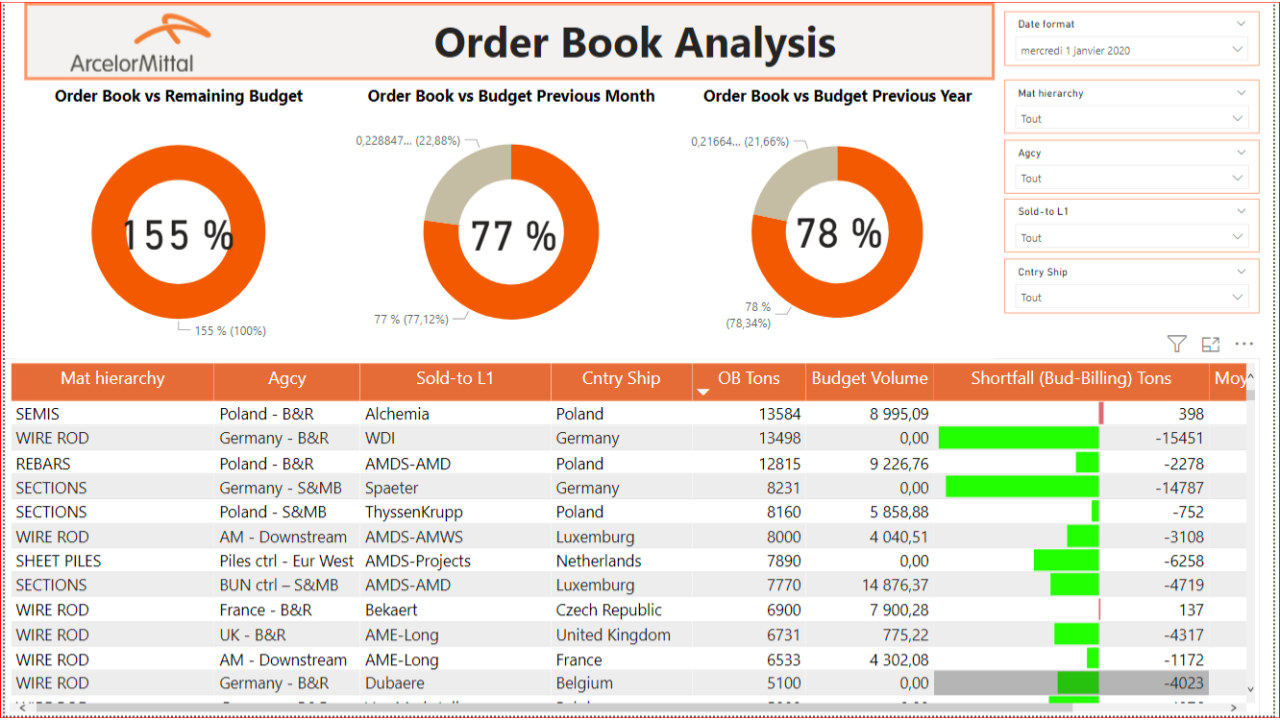 ArcelorMittal
Order Book Analysis
Date format
mercredi 1 janvier 2020
Order Book vs Remaining Budget
Order Book vs Budget Previous Month
Order Book vs Budget Previous Year
Mat hierarchy
Tout
Agcy
Tout
Sold-to L1
Tout
Cntry Ship
Tout
155 %
155 % (100%)
0,228847... (22,88%)
77 %
77 % (77,12%)
0,21664... (21,66%)
78 %
78 %
(78,34%)
Mat hierarchy Agcy Sold-to L1 Cntry Ship OB Tons Budget Volume Shortfall (Bud-Billing) Tons Moy
SEMIS Poland - B&R Alchemia Poland 13584 8 995,09 398
WIRE ROD Germany - B&R WDI Germany 13498 0,00 -15451
REBARS Poland - B&R AMDS-AMD Poland 12815 9 226,76 -2278
SECTIONS Germany - S&MB Spaeter Germany 8231 0,00 -14787
SECTIONS Poland - S&MB ThyssenKrupp Poland 8160 5 858,88 -752
WIRE ROD AM - Downstream AMDS-AMWS Luxemburg 8000 4 040,51 -3108
SHEET PILES Piles ctrl - Eur West AMDS-Projects Netherlands 7890 0,00 -6258
SECTIONS BUN ctrl – S&MB AMDS-AMD Luxemburg 7770 14 876,37 -4719
WIRE ROD France - B&R Bekaert Czech Republic 6900 7 900,28 137
WIRE ROD UK - B&R AME-Long United Kingdom 6731 775,22 -4317
WIRE ROD AM - Downstream AME-Long France 6533 4 302,08 -1172
WIRE ROD Germany - B&R Dubaere Belgium 5100 0,00 -4023